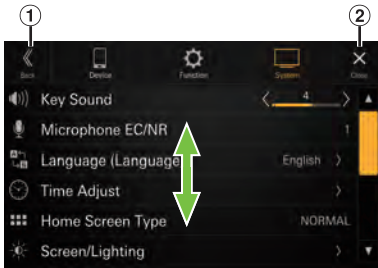 1 2
Back Device Function System Close
Key Sound 4
Microphone EC/NR 1
Language (Language English
Time Adjust
Home Screen Type NORMAL
Screen/Lighting